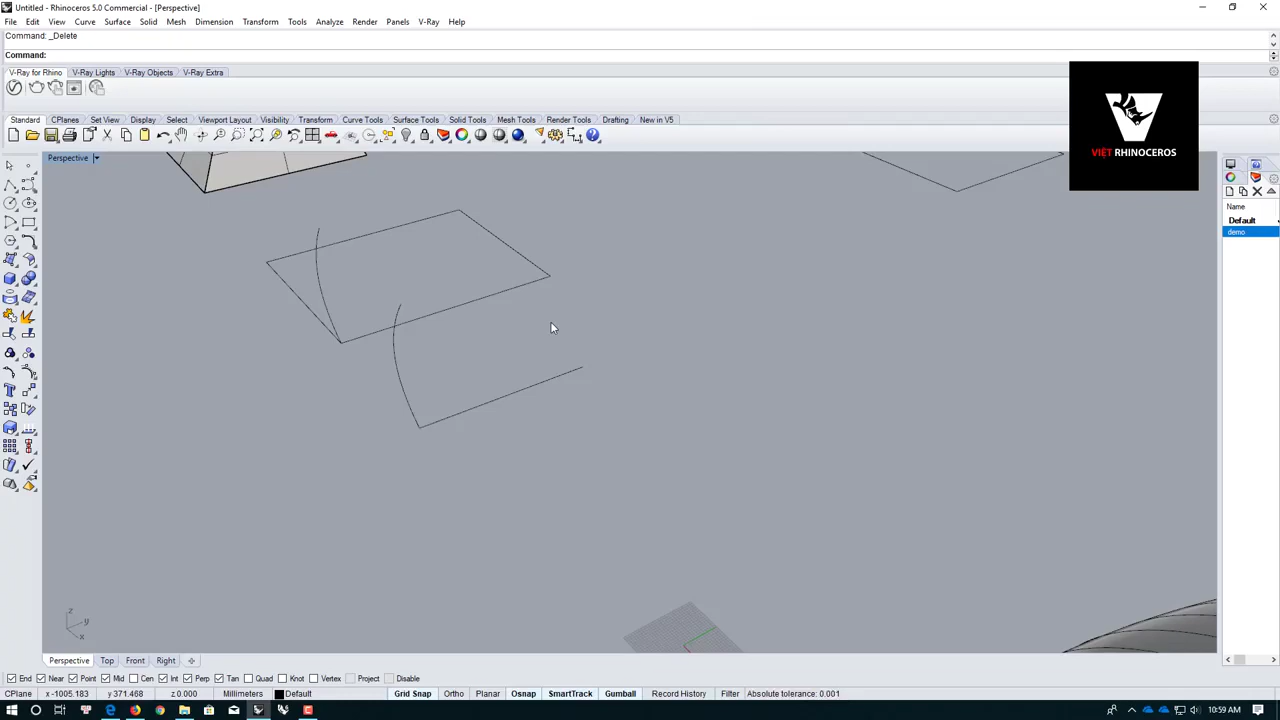 Untitled - Rhinoceros 5.0 Commercial - [Perspective]
File Edit View Curve Surface Solid Mesh Dimension Transform Tools Analyze Render Panels V-Ray Help
Command: _Delete
Command:
V-Ray for Rhino V-Ray Lights V-Ray Objects V-Ray Extra
VIỆT RHINOCEROS
Standard CPlanes Set View Display Select Viewport Layout Visibility Transform Curve Tools Surface Tools Solid Tools Mesh Tools Render Tools Drafting New in V5
Perspective
Name
Default
demo
z
y
x
Perspective Top Front Right
End Near Point Mid Cen Int Perp Tan Quad Knot Vertex Project Disable
CPlane x -1005.183 y 371.468 z 0.000 Millimeters Default Grid Snap Ortho Planar Osnap SmartTrack Gumball Record History Filter Absolute tolerance: 0.001
10:59 AM